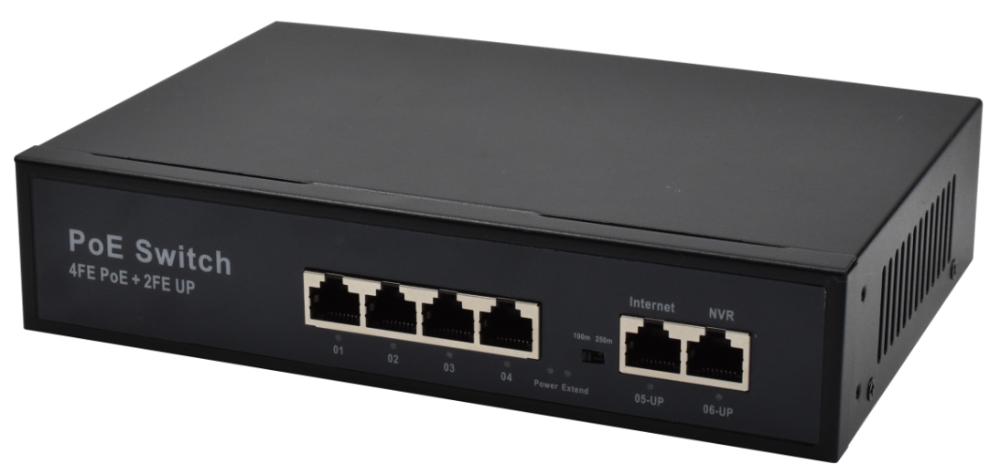 PoE Switch
4FE PoE + 2FE UP
01
02
03
04
100m 250m
Power Extend
Internet
NVR
05-UP
06-UP